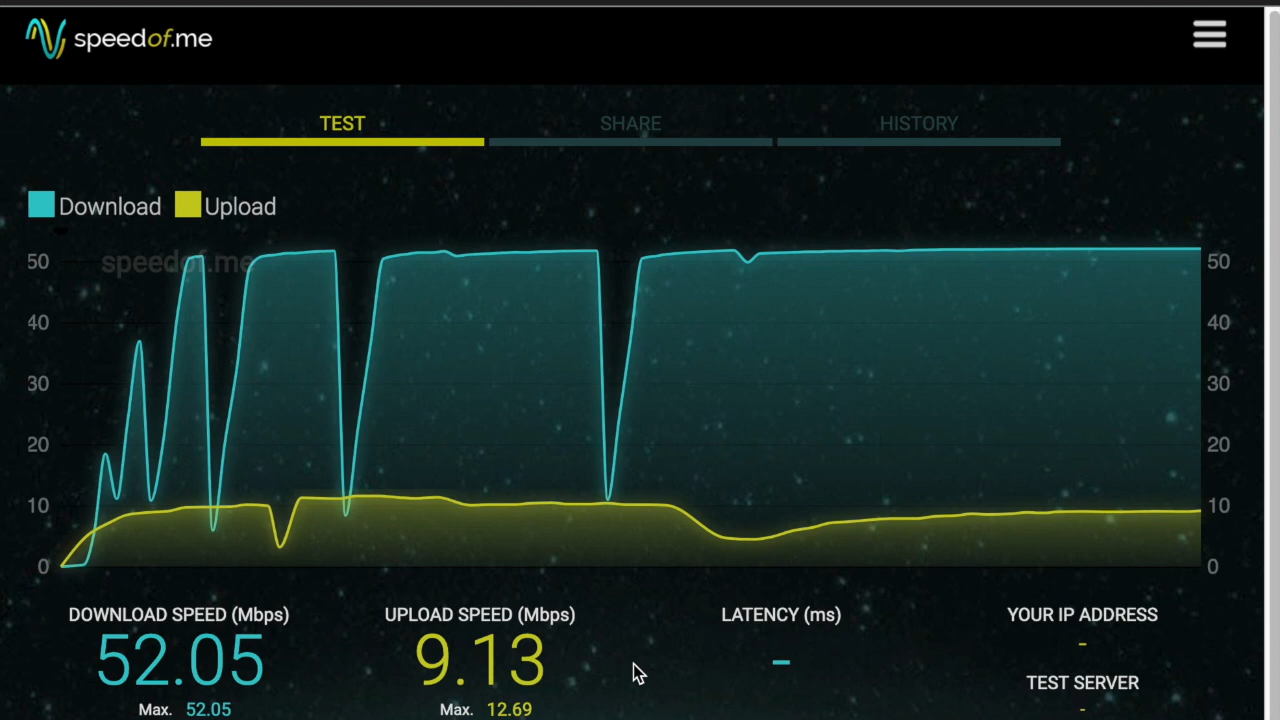 speedof.me
TEST SHARE HISTORY
Download Upload
speedof.me
50 50
40 40
30 30
20 20
10 10
0 0
DOWNLOAD SPEED (Mbps) UPLOAD SPEED (Mbps) LATENCY (ms) YOUR IP ADDRESS
52.05 9.13 - -
TEST SERVER
Max. 52.05 Max. 12.69 -